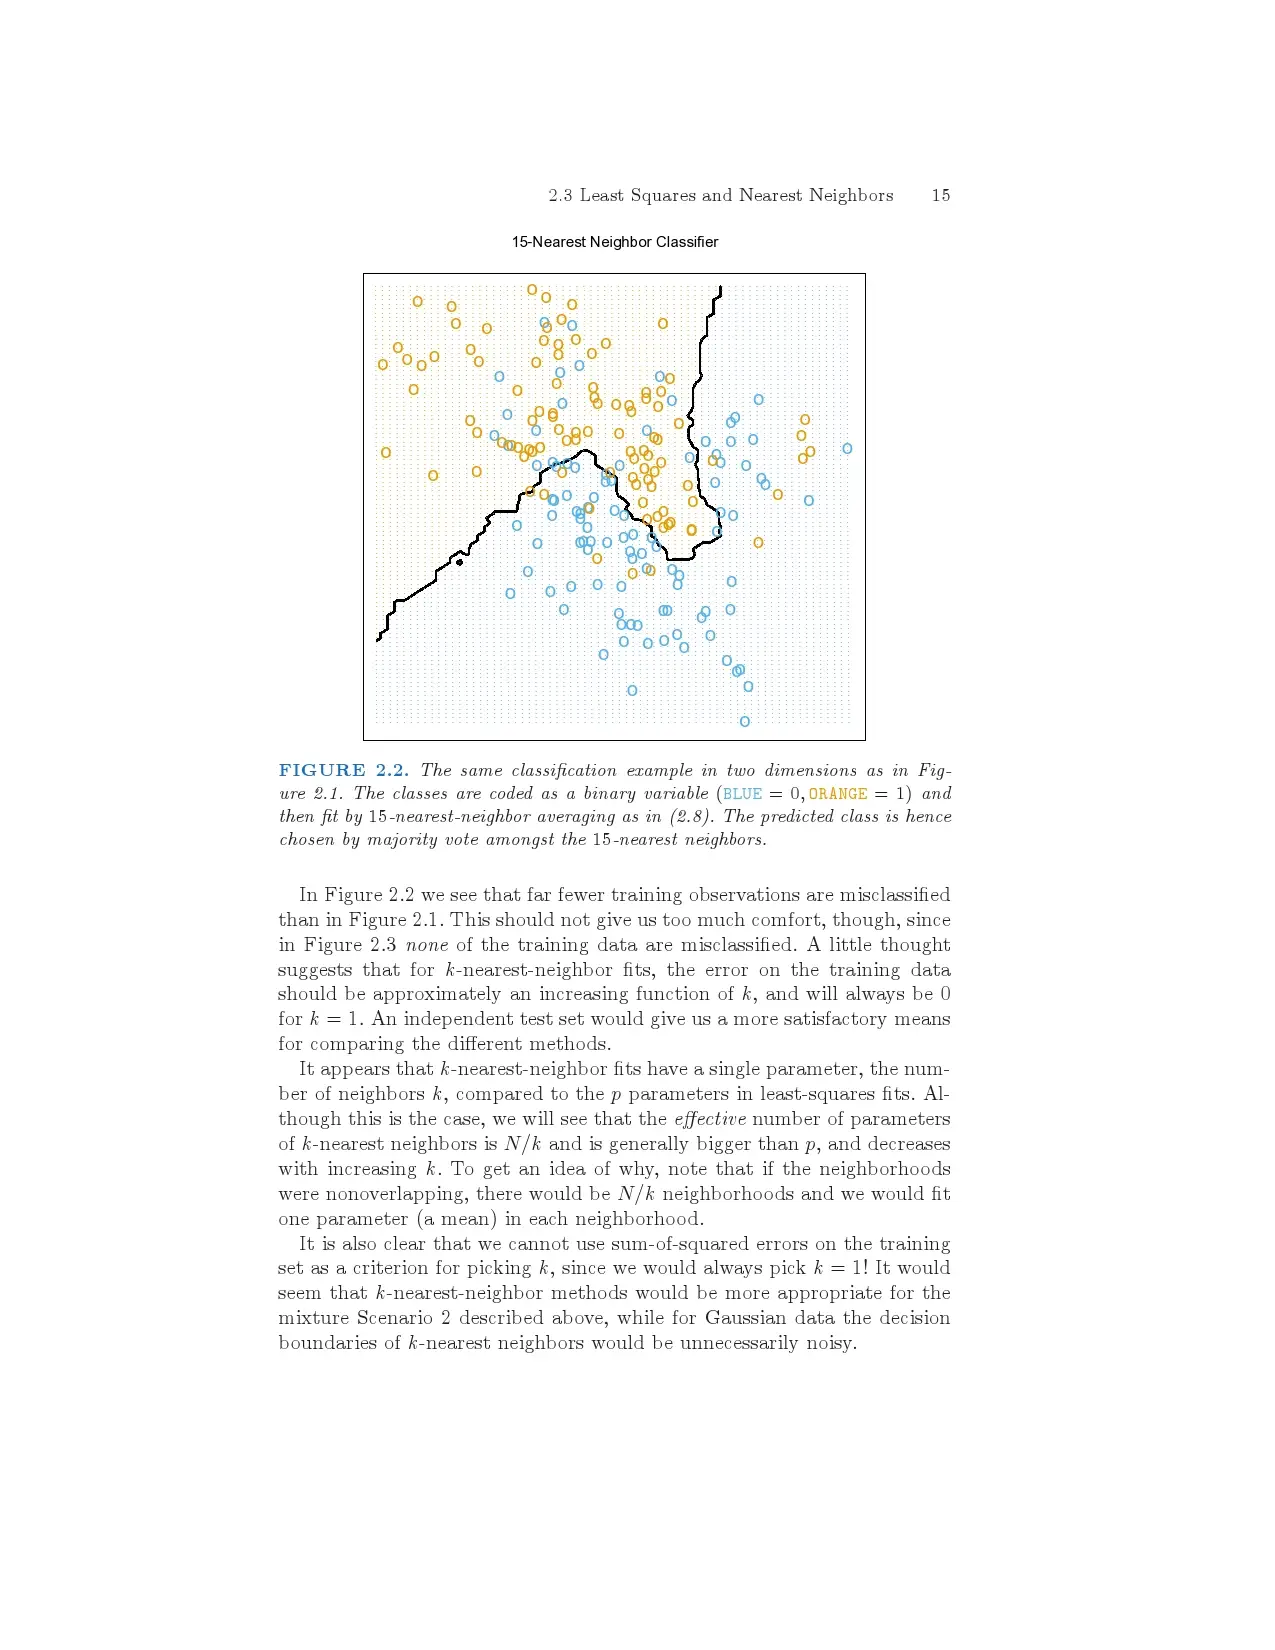 2.3 Least Squares and Nearest Neighbors 15
15-Nearest Neighbor Classifier
FIGURE 2.2. The same classification example in two dimensions as in Fig-
ure 2.1. The classes are coded as a binary variable (BLUE = 0, ORANGE = 1) and
then fit by 15-nearest-neighbor averaging as in (2.8). The predicted class is hence
chosen by majority vote amongst the 15-nearest neighbors.
In Figure 2.2 we see that far fewer training observations are misclassified
than in Figure 2.1. This should not give us too much comfort, though, since
in Figure 2.3 none of the training data are misclassified. A little thought
suggests that for k-nearest-neighbor fits, the error on the training data
should be approximately an increasing function of k, and will always be 0
for k = 1. An independent test set would give us a more satisfactory means
for comparing the different methods.
It appears that k-nearest-neighbor fits have a single parameter, the num-
ber of neighbors k, compared to the p parameters in least-squares fits. Al-
though this is the case, we will see that the effective number of parameters
of k-nearest neighbors is N/k and is generally bigger than p, and decreases
with increasing k. To get an idea of why, note that if the neighborhoods
were nonoverlapping, there would be N/k neighborhoods and we would fit
one parameter (a mean) in each neighborhood.
It is also clear that we cannot use sum-of-squared errors on the training
set as a criterion for picking k, since we would always pick k = 1! It would
seem that k-nearest-neighbor methods would be more appropriate for the
mixture Scenario 2 described above, while for Gaussian data the decision
boundaries of k-nearest neighbors would be unnecessarily noisy.